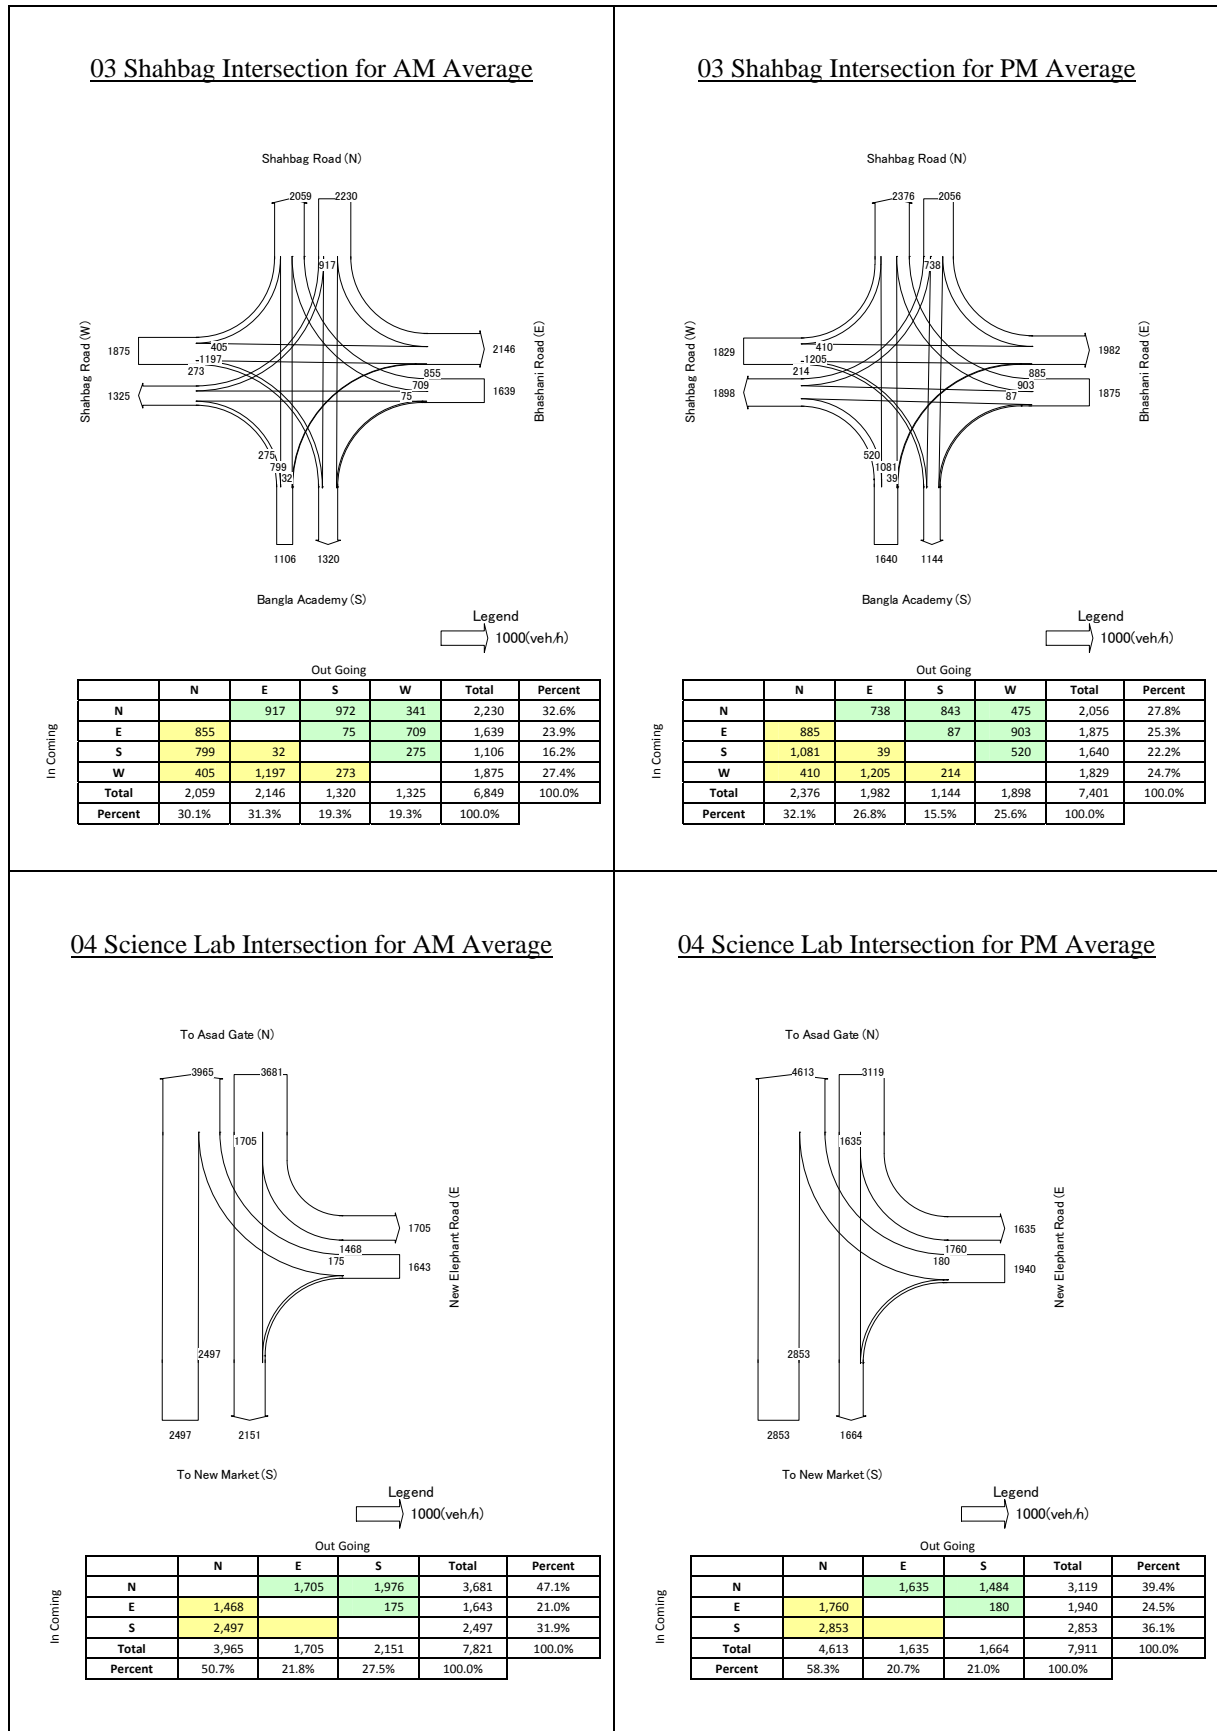 03 Shahbag Intersection for AM Average
Shahbag Road (N)
2059 2230
917
Shahbag Road (W)
1875
405
1197
273
1325
2146
855
709
75
1639
Bhashani Road (E)
275
799
32
1106 1320
Bangla Academy (S)
Legend
1000(veh/h)
Out Going
In Coming
N E S W Total Percent
N 917 972 341 2,230 32.6%
E 855 75 709 1,639 23.9%
S 799 32 275 1,106 16.2%
W 405 1,197 273 1,875 27.4%
Total 2,059 2,146 1,320 1,325 6,849 100.0%
Percent 30.1% 31.3% 19.3% 19.3% 100.0%
03 Shahbag Intersection for PM Average
Shahbag Road (N)
2376 2056
738
Shahbag Road (W)
1829
410
1205
214
1898
1982
885
903
87
1875
Bhashani Road (E)
520
1081
39
1640 1144
Bangla Academy (S)
Legend
1000(veh/h)
Out Going
In Coming
N E S W Total Percent
N 738 843 475 2,056 27.8%
E 885 87 903 1,875 25.3%
S 1,081 39 520 1,640 22.2%
W 410 1,205 214 1,829 24.7%
Total 2,376 1,982 1,144 1,898 7,401 100.0%
Percent 32.1% 26.8% 15.5% 25.6% 100.0%
04 Science Lab Intersection for AM Average
To Asad Gate (N)
3965 3681
1705
1705
1468
175
1643
New Elephant Road (E
2497
2497 2151
To New Market (S)
Legend
1000(veh/h)
Out Going
In Coming
N E S Total Percent
N 1,705 1,976 3,681 47.1%
E 1,468 175 1,643 21.0%
S 2,497 2,497 31.9%
Total 3,965 1,705 2,151 7,821 100.0%
Percent 50.7% 21.8% 27.5% 100.0%
04 Science Lab Intersection for PM Average
To Asad Gate (N)
4613 3119
1635
1635
1760
180
1940
New Elephant Road (E
2853
2853 1664
To New Market (S)
Legend
1000(veh/h)
Out Going
In Coming
N E S Total Percent
N 1,635 1,484 3,119 39.4%
E 1,760 180 1,940 24.5%
S 2,853 2,853 36.1%
Total 4,613 1,635 1,664 7,911 100.0%
Percent 58.3% 20.7% 21.0% 100.0%